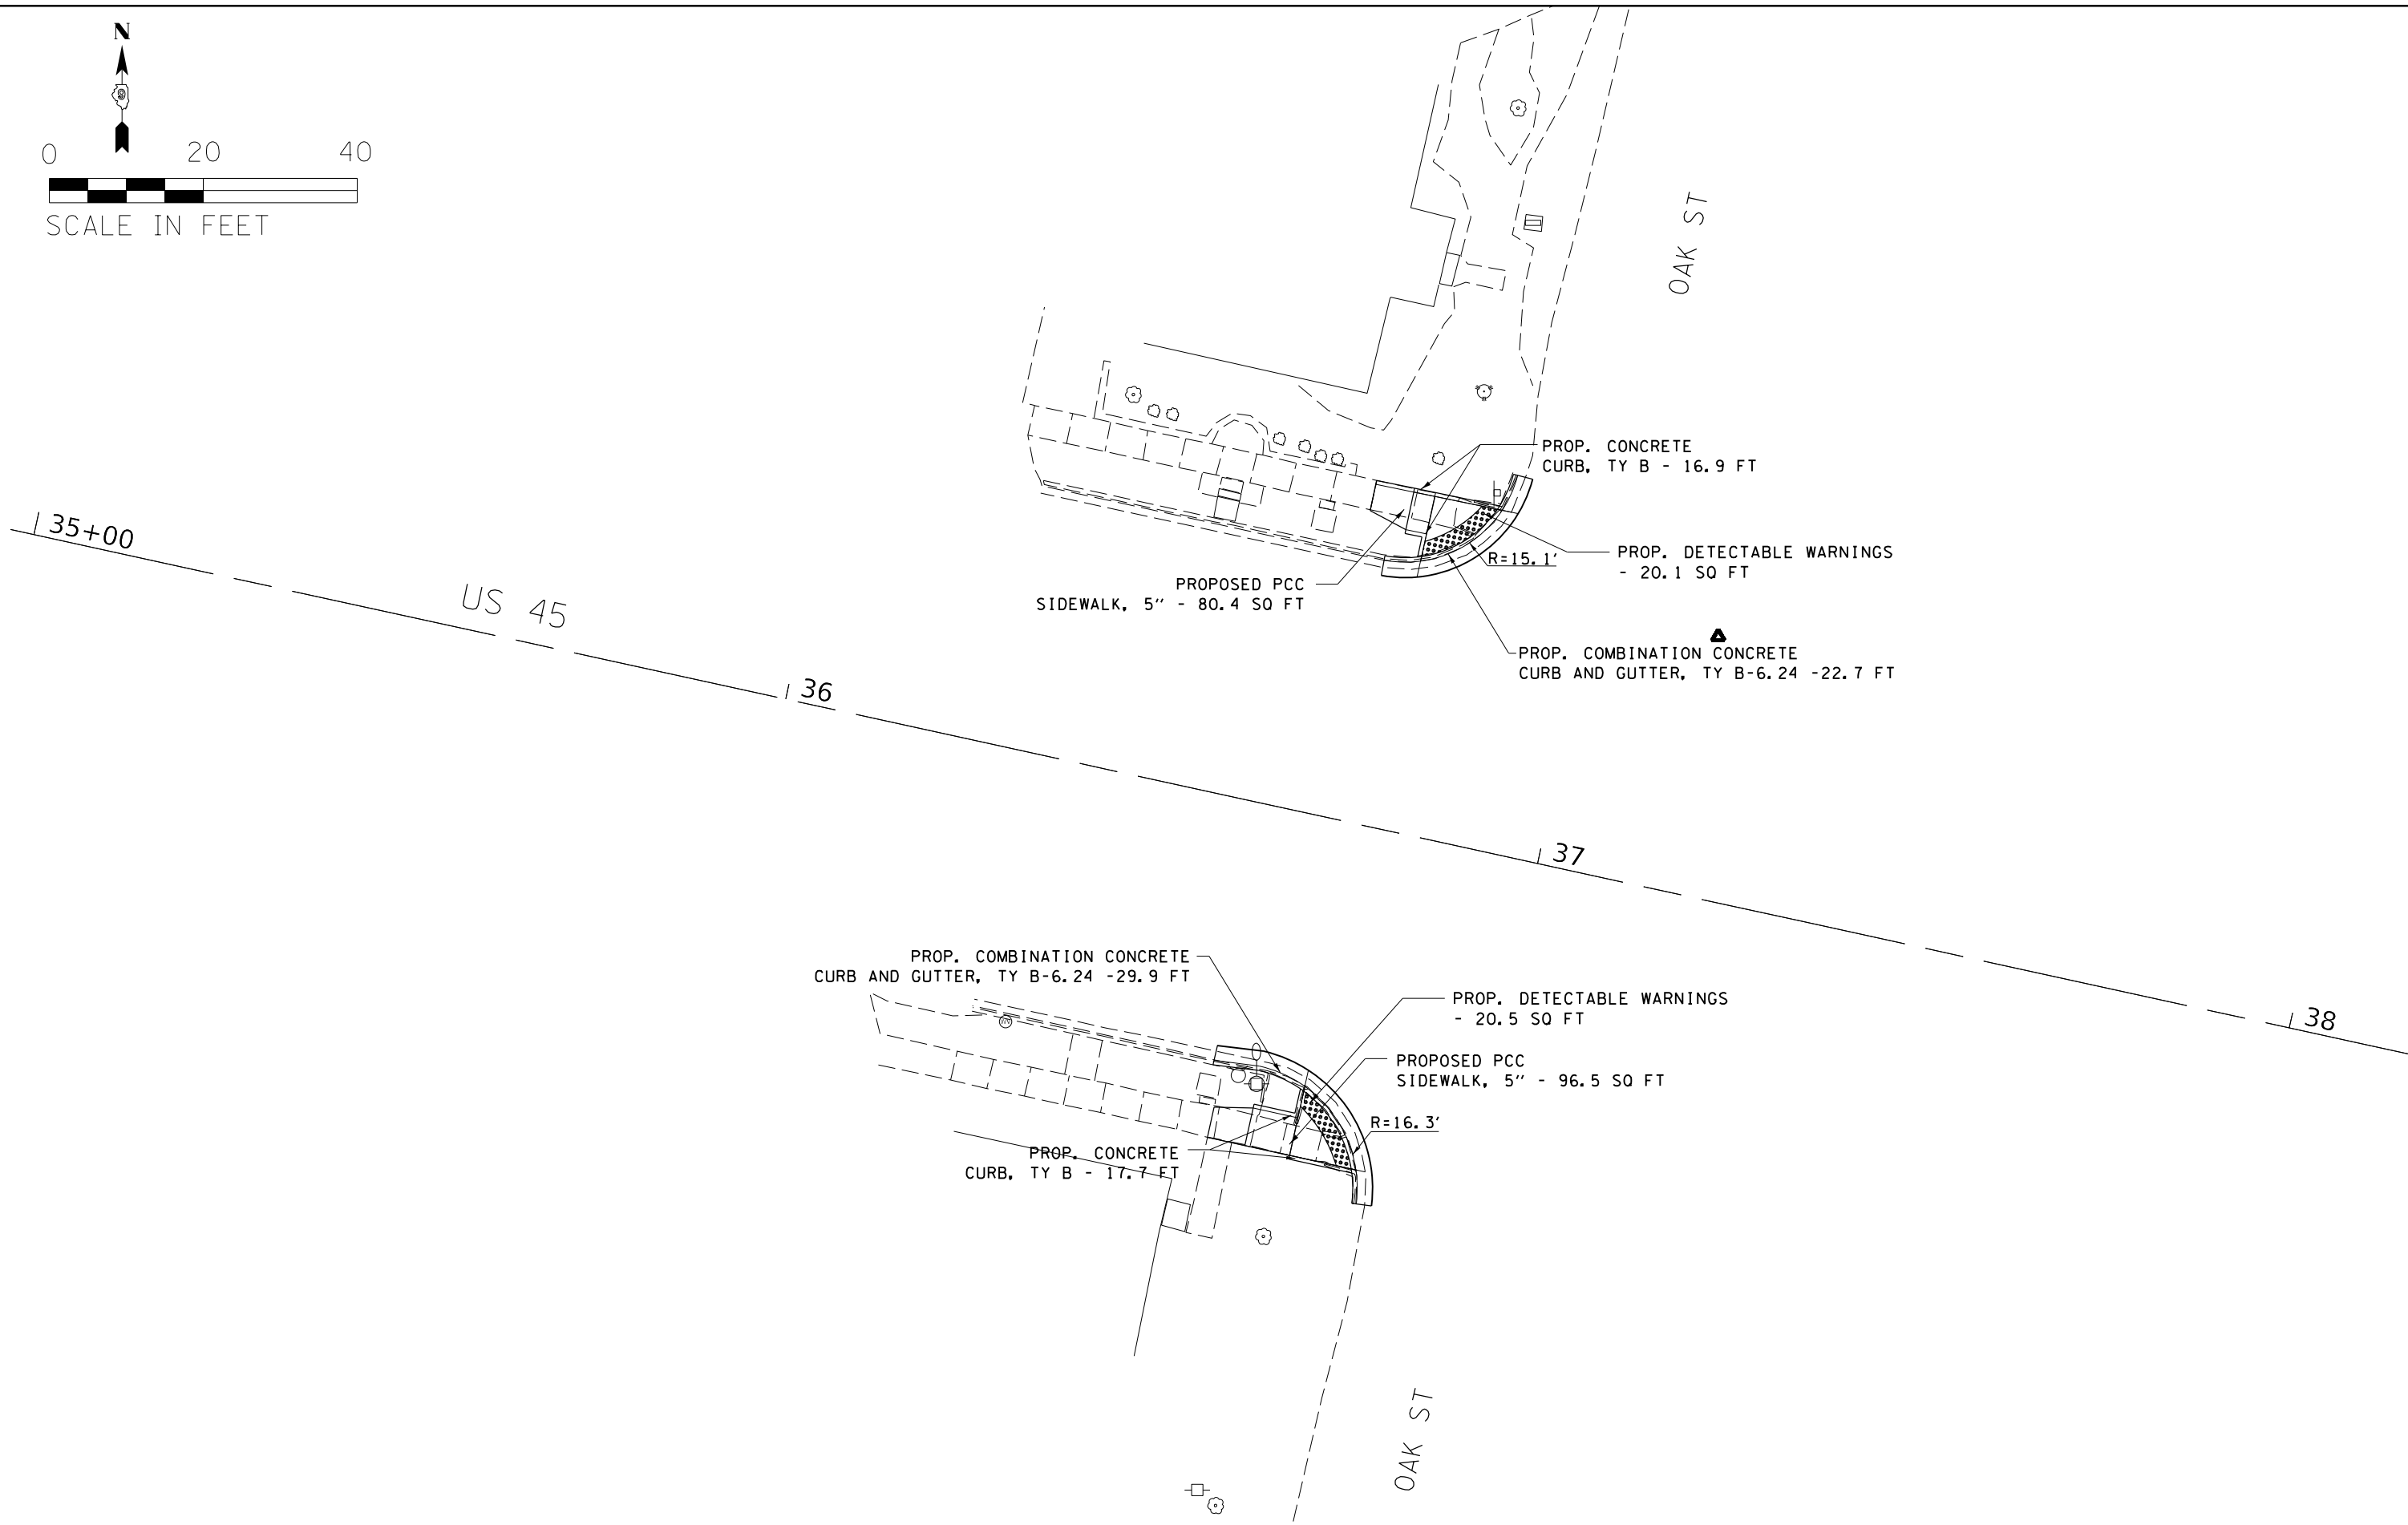 N
0 20 40
SCALE IN FEET
OAK ST
PROP. CONCRETE
CURB, TY B - 16.9 FT
PROP. DETECTABLE WARNINGS
- 20.1 SQ FT
R=15.1'
PROPOSED PCC
SIDEWALK, 5" - 80.4 SQ FT
PROP. COMBINATION CONCRETE
CURB AND GUTTER, TY B-6.24 -22.7 FT
35+00
US 45
36
37
38
PROP. COMBINATION CONCRETE
CURB AND GUTTER, TY B-6.24 -29.9 FT
PROP. DETECTABLE WARNINGS
- 20.5 SQ FT
PROPOSED PCC
SIDEWALK, 5" - 96.5 SQ FT
R=16.3'
PROP. CONCRETE
CURB, TY B - 17.7 FT
OAK ST